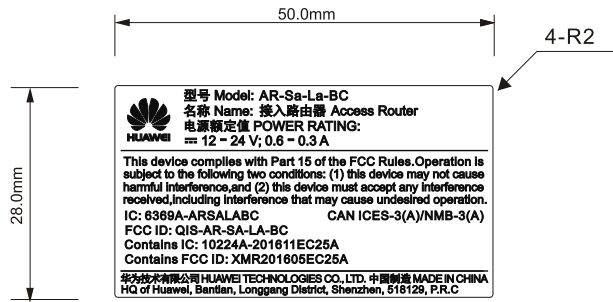 50.0mm
4-R2
28.0mm
HUAWEI
型号 Model: AR-Sa-La-BC
名称 Name: 接入路由器 Access Router
电源额定值 POWER RATING:
⎓ 12 - 24 V; 0.6 - 0.3 A
This device complies with Part 15 of the FCC Rules.Operation is
subject to the following two conditions: (1) this device may not cause
harmful interference,and (2) this device must accept any interference
received,including interference that may cause undesired operation.
IC: 6369A-ARSALABC CAN ICES-3(A)/NMB-3(A)
FCC ID: QIS-AR-SA-LA-BC
Contains IC: 10224A-201611EC25A
Contains FCC ID: XMR201605EC25A
华为技术有限公司 HUAWEI TECHNOLOGIES CO., LTD. 中国制造 MADE IN CHINA
HQ of Huawei, Bantian, Longgang District, Shenzhen, 518129, P.R.C